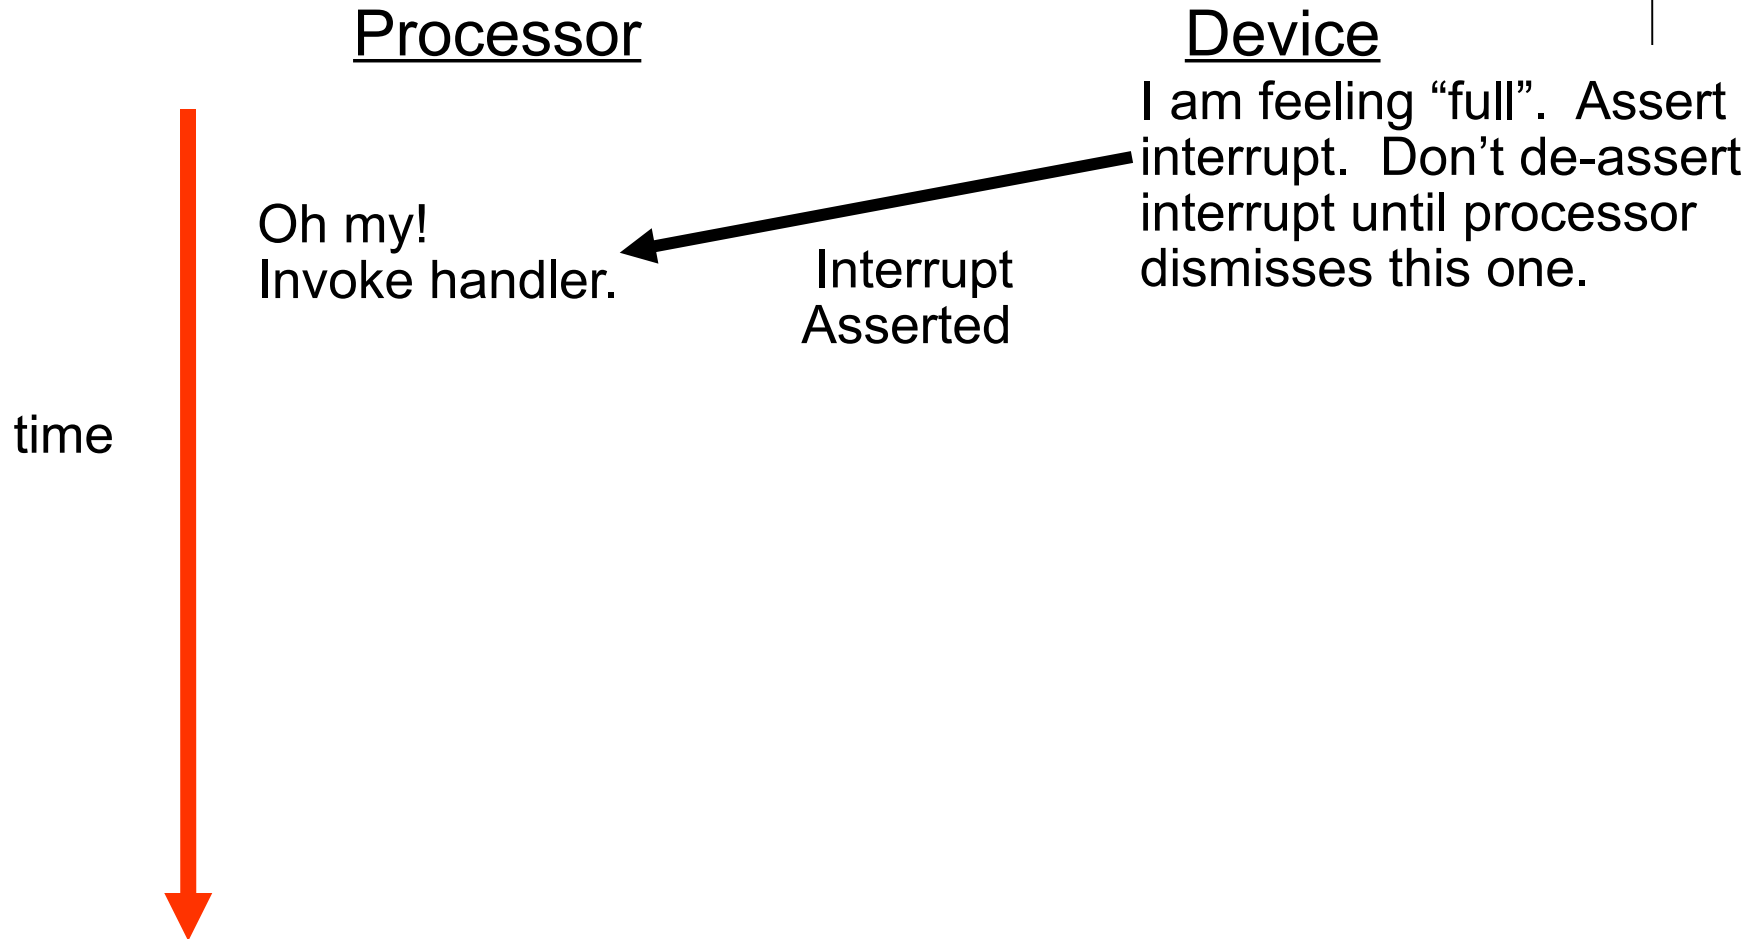 Processor
Device
I am feeling “full”.  Assert
interrupt.  Don’t de-assert
interrupt until processor
dismisses this one.
Oh my!
Invoke handler.
Interrupt
Asserted
time